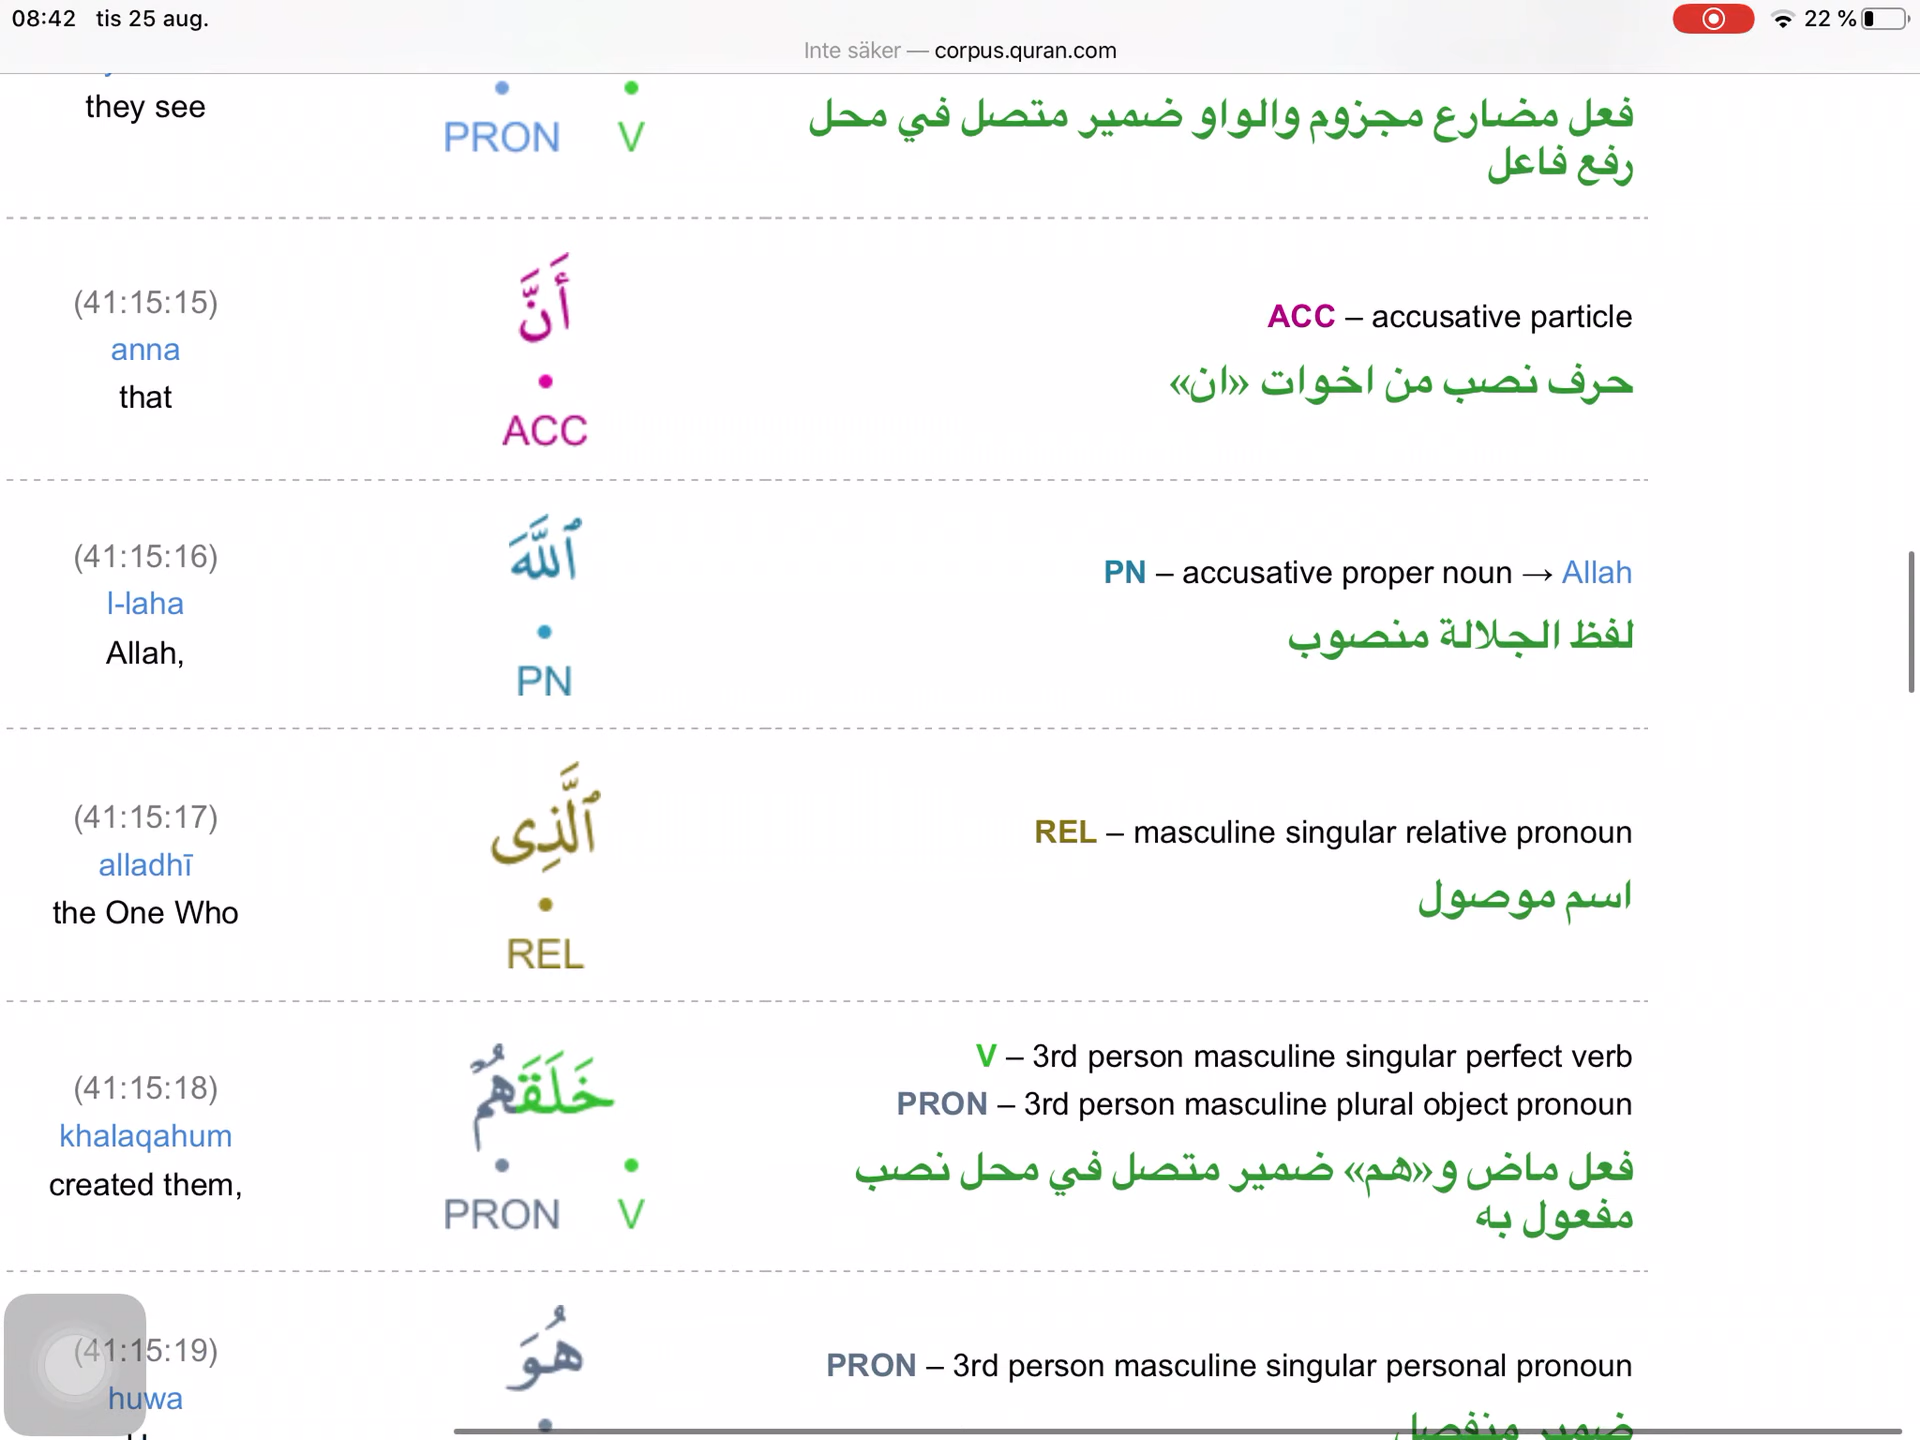 08:42 tis 25 aug.
22 %
Inte säker — corpus.quran.com
they see
PRON V
فعل مضارع مجزوم والواو ضمير متصل في محل
رفع فاعل
(41:15:15)
anna
that
أَنَّ
ACC
ACC – accusative particle
حرف نصب من اخوات «ان»
(41:15:16)
l-laha
Allah,
ٱللَّهَ
PN
PN – accusative proper noun → Allah
لفظ الجلالة منصوب
(41:15:17)
alladhī
the One Who
ٱلَّذِى
REL
REL – masculine singular relative pronoun
اسم موصول
(41:15:18)
khalaqahum
created them,
خَلَقَهُمْ
PRON V
V – 3rd person masculine singular perfect verb
PRON – 3rd person masculine plural object pronoun
فعل ماض و«هم» ضمير متصل في محل نصب
مفعول به
(41:15:19)
huwa
هُوَ
PRON – 3rd person masculine singular personal pronoun
ضمير منفصل